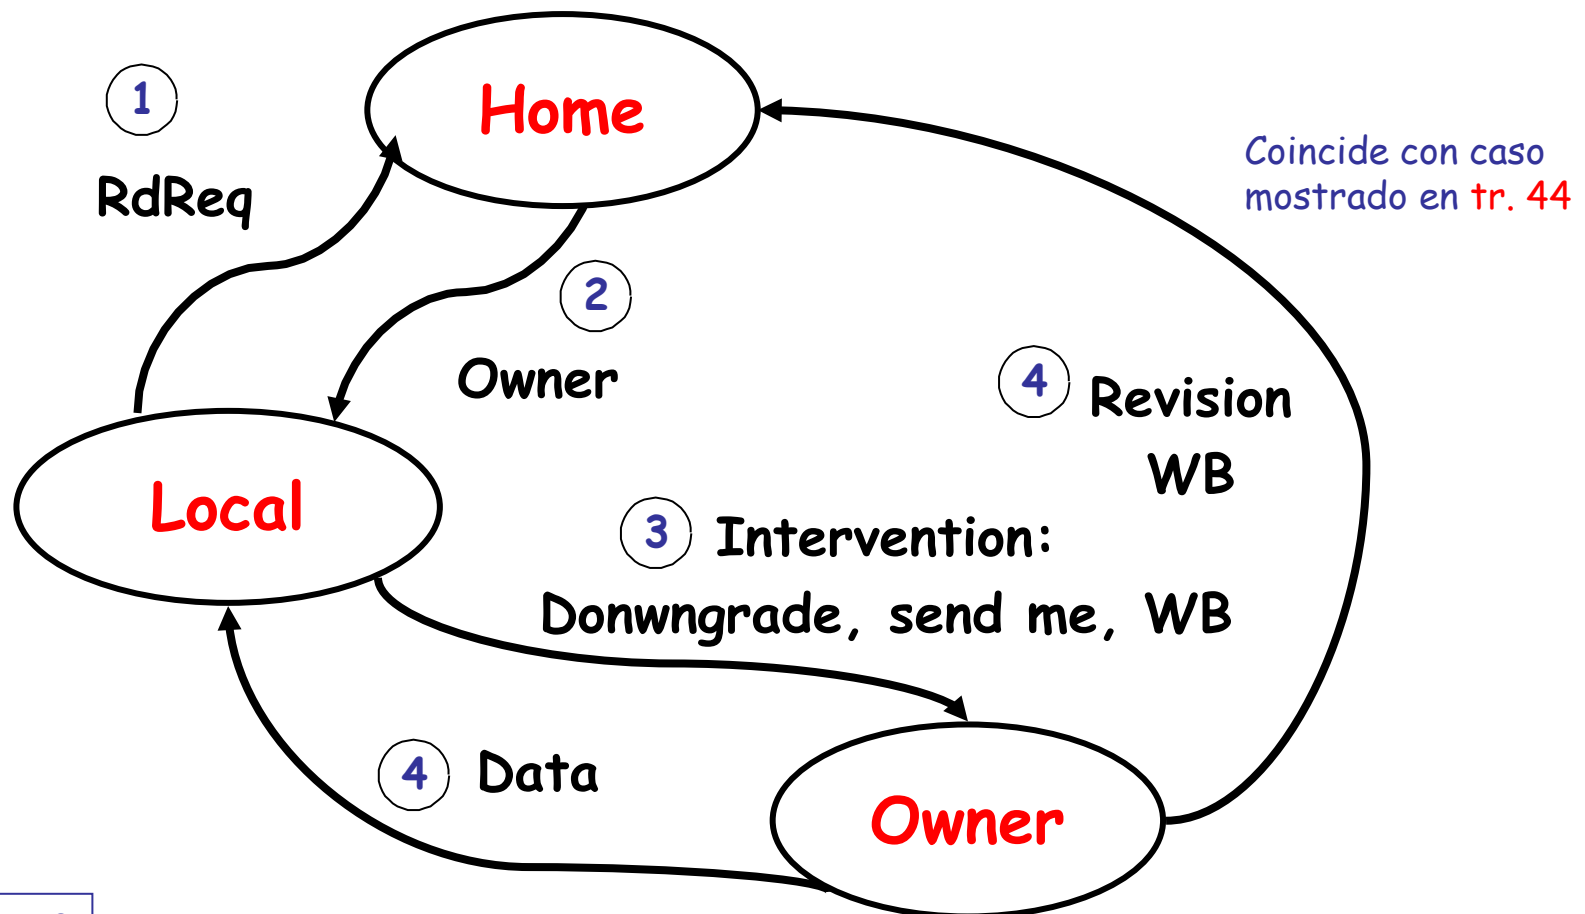 Home
1
RdReq
Coincide con caso
mostrado en tr. 44
2
Owner
4 Revision
WB
Local
3 Intervention:
Donwngrade, send me, WB
4 Data
Owner